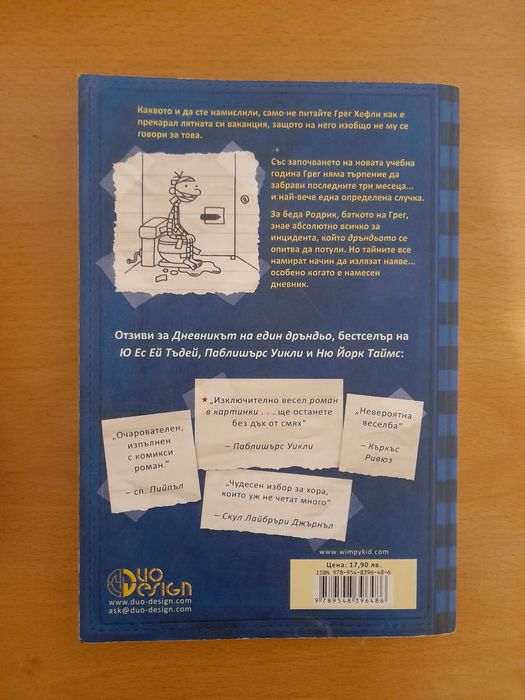 Каквото и да сте намислили, само не питайте Грег Хефли как е
прекарал лятната си ваканция, защото на него изобщо не му се
говори за това.
Със започването на новата учебна
година Грег няма търпение да
забрави последните три месеца...
и най-вече една определена случка.
За беда Родрик, баткото на Грег,
знае абсолютно всичко за
инцидента, който дръндьото се
опитва да потули. Но тайните все
намират начин да излязат наяве...
особено когато е намесен
дневник.
Отзиви за Дневникът на един дръндьо, бестселър на
Ю Ес Ей Тъдей, Паблишърс Уикли и Ню Йорк Таймс:
„Изключително весел роман
в картинки . . . ще останете
без дъх от смях"
– Паблишърс Уикли
„Невероятна
веселба"
– Къркъс
Ривюз
„Очарователен,
изпълнен
с комикси
роман."
– сп. Пийпъл
„Чудесен избор за хора,
които уж не четат много"
– Скул Лайбръри Джърнъл
www.wimpykid.com
Цена: 17,90 лв.
ISBN 978-954-8396-48-6
9 789548 396486
DUO
DESIGN
www.duo-design.com
ask@duo-design.com